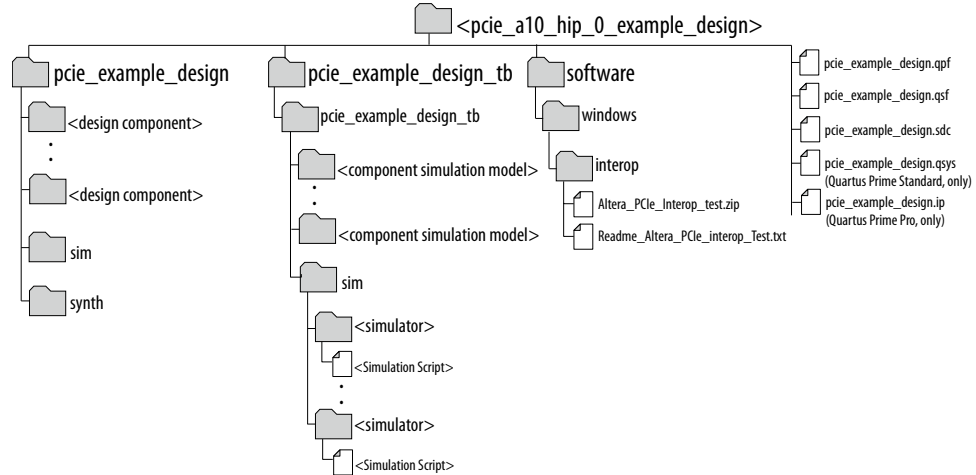 <pcie_a10_hip_0_example_design>
pcie_example_design
<design component>
<design component>
sim
synth
pcie_example_design_tb
pcie_example_design_tb
<component simulation model>
<component simulation model>
sim
<simulator>
<Simulation Script>
<simulator>
<Simulation Script>
software
windows
interop
Altera_PCIe_Interop_test.zip
Readme_Altera_PCIe_interop_Test.txt
pcie_example_design.qpf
pcie_example_design.qsf
pcie_example_design.sdc
pcie_example_design.qsys
(Quartus Prime Standard, only)
pcie_example_design.ip
(Quartus Prime Pro, only)